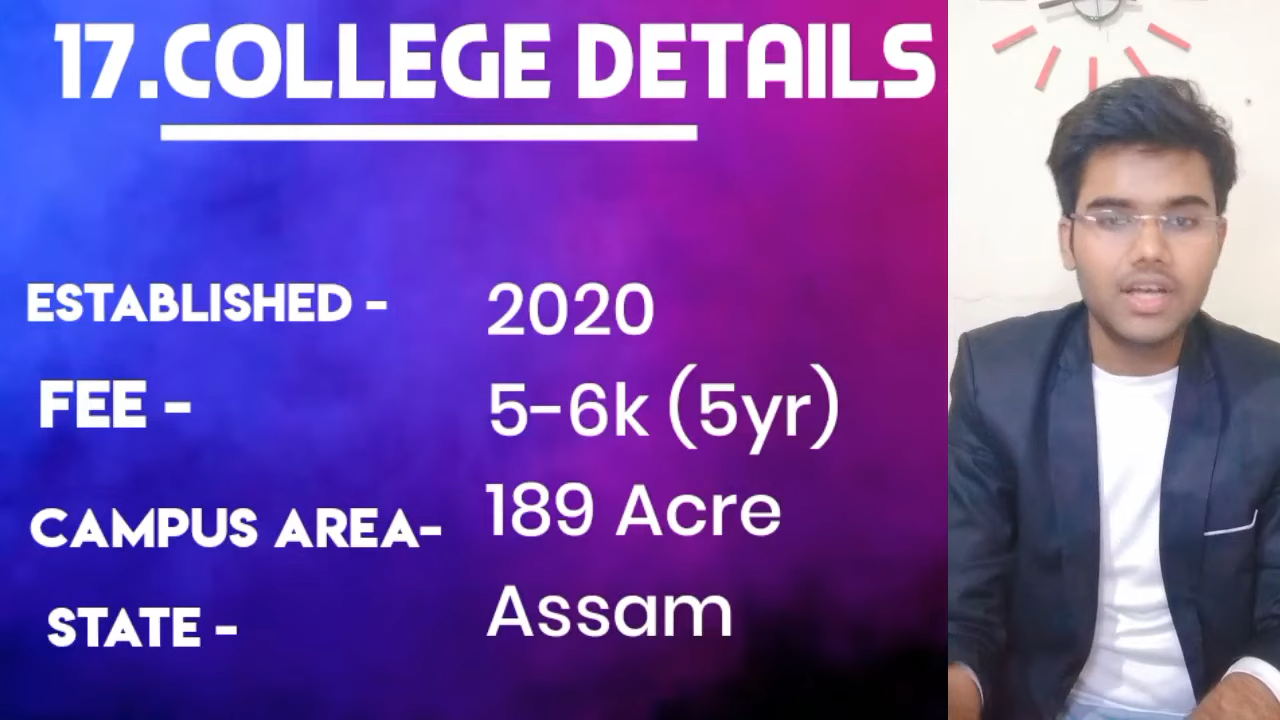 17.COLLEGE DETAILS
ESTABLISHED - 2020
FEE - 5-6k (5yr)
CAMPUS AREA- 189 Acre
STATE - Assam